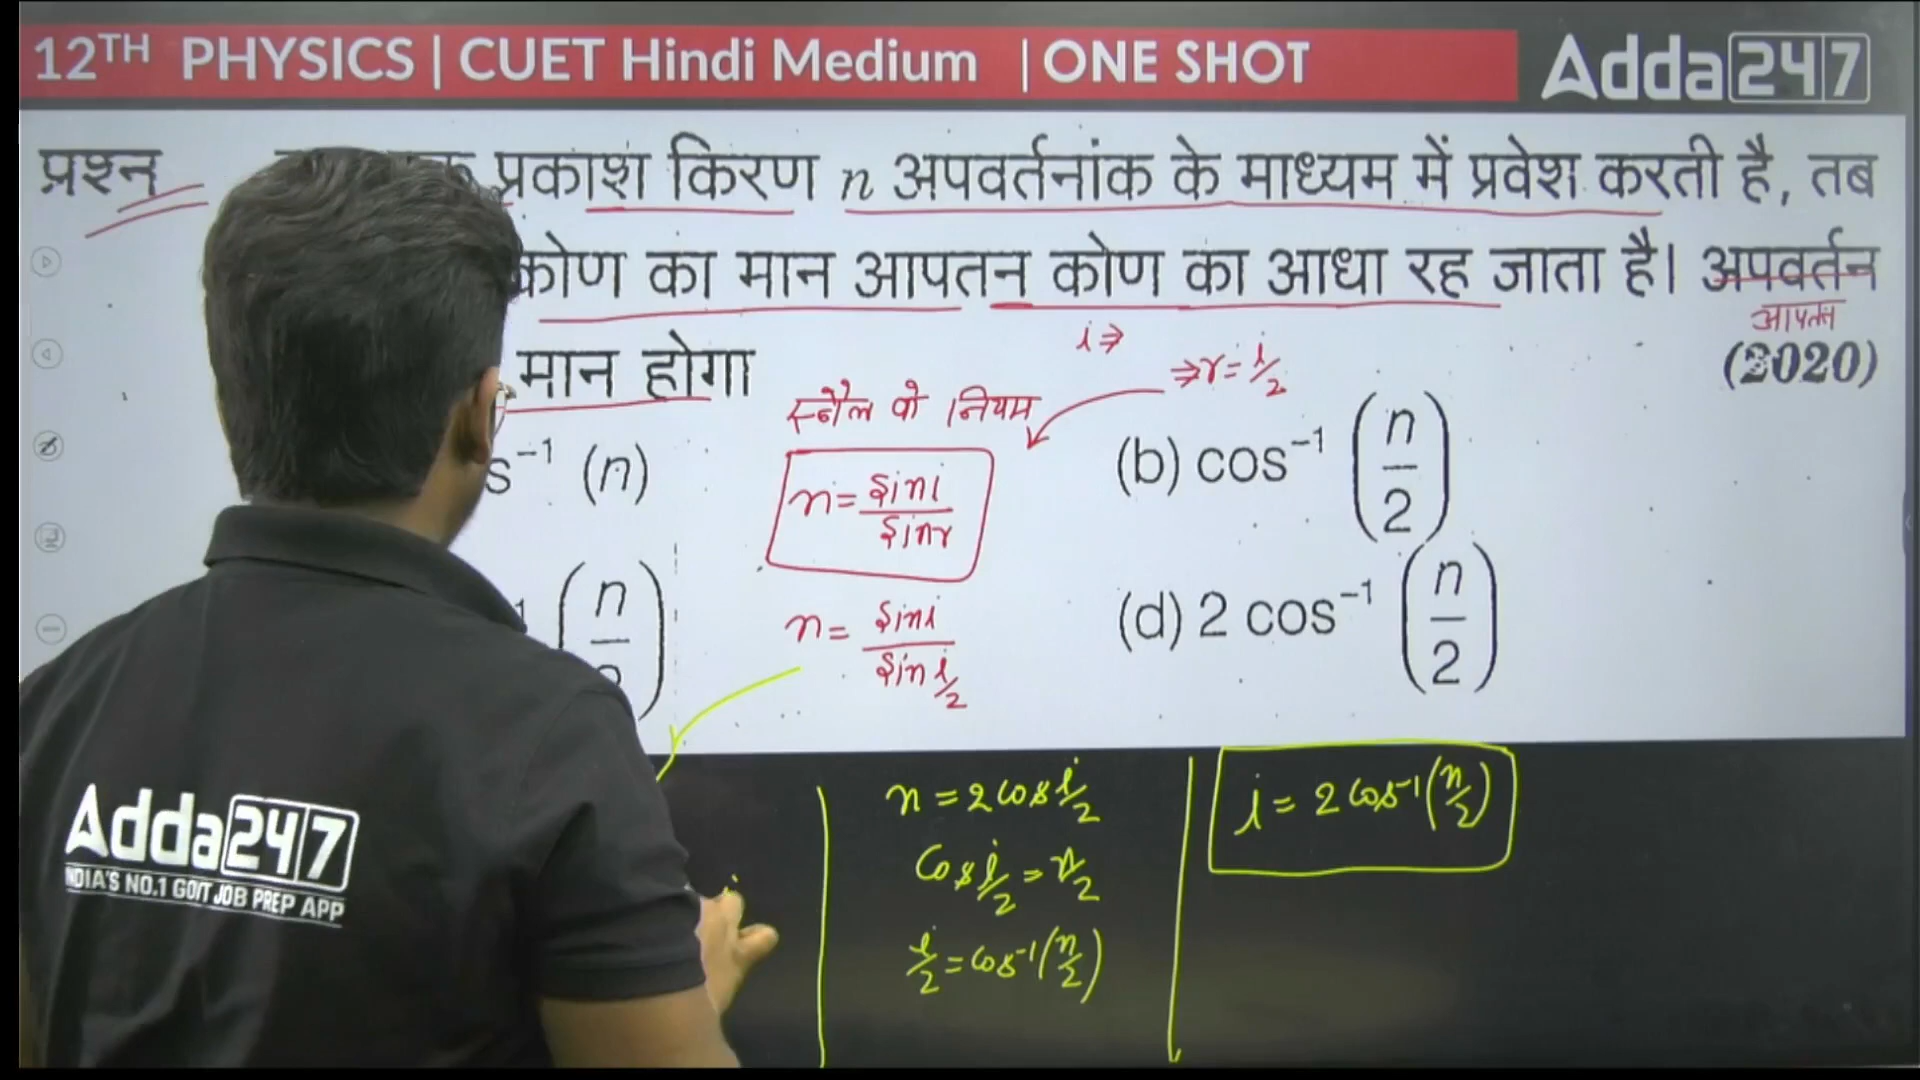 12TH PHYSICS | CUET Hindi Medium | ONE SHOT
Adda247
प्रश्न प्रकाश किरण n अपवर्तनांक के माध्यम में प्रवेश करती है, तब
कोण का मान आपतन कोण का आधा रह जाता है। अपवर्तन
आपतन
मान होगा
(2020)
i ⇒
⇒ r = i/2
स्नैल के नियम
s⁻¹ (n)
n = sin i / sin r
(b) cos⁻¹ (n/2)
(n/2)
n = sin i / sin i/2
(d) 2 cos⁻¹ (n/2)
n = 2 cos i/2
cos i/2 = n/2
i/2 = cos⁻¹ (n/2)
i = 2 cos⁻¹ (n/2)
Adda247
INDIA'S NO.1 GOVT JOB PREP APP